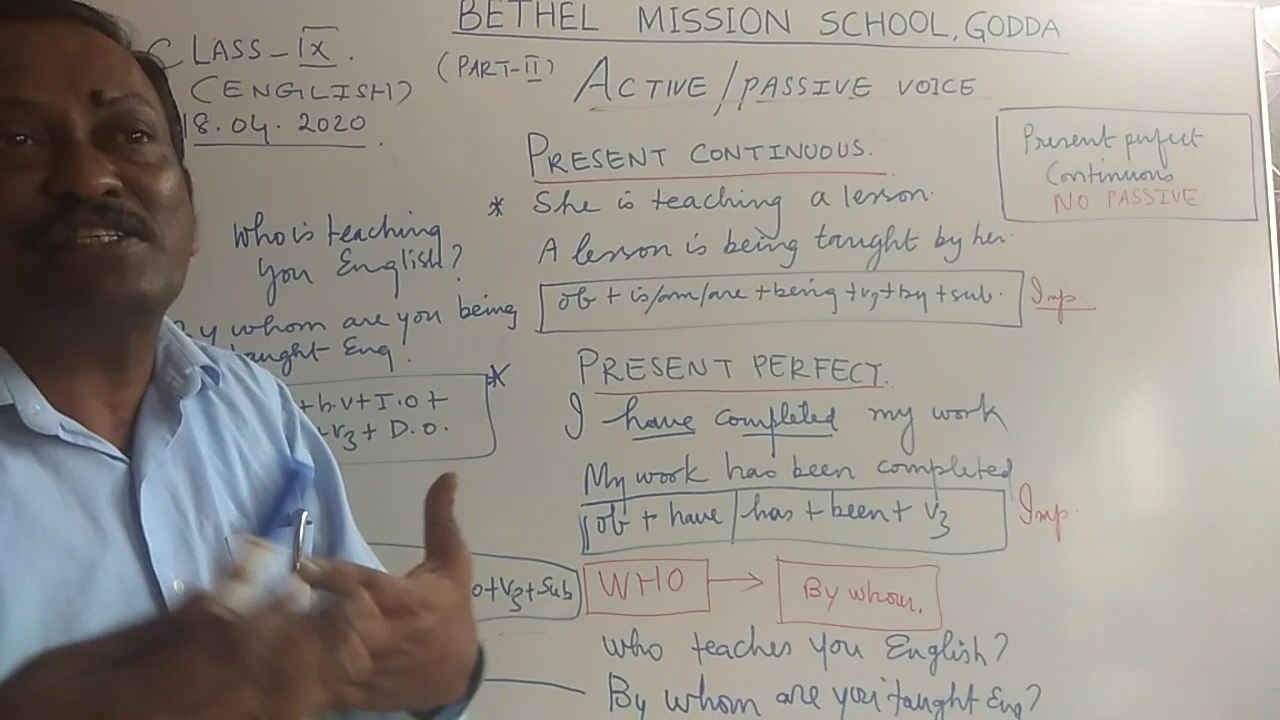 BETHEL MISSION SCHOOL, GODDA
CLASS - IX.
(ENGLISH)
18.04.2020
(PART-II) ACTIVE/PASSIVE VOICE
PRESENT CONTINUOUS.
* She is teaching a lesson.
A lesson is being taught by her.
ob + is/am/are + being + v3 + by + sub. Imp.
Present perfect
Continuous
NO PASSIVE
Who is teaching
you English?
By whom are you being
taught Eng.
+ h.v + I.O +
v3 + D.O. *
PRESENT PERFECT.
I have completed my work
My work has been completed
ob + have/has + been + v3 Imp.
o + v3 + Sub
WHO → By whom.
Who teaches you English?
By whom are you taught Eng?